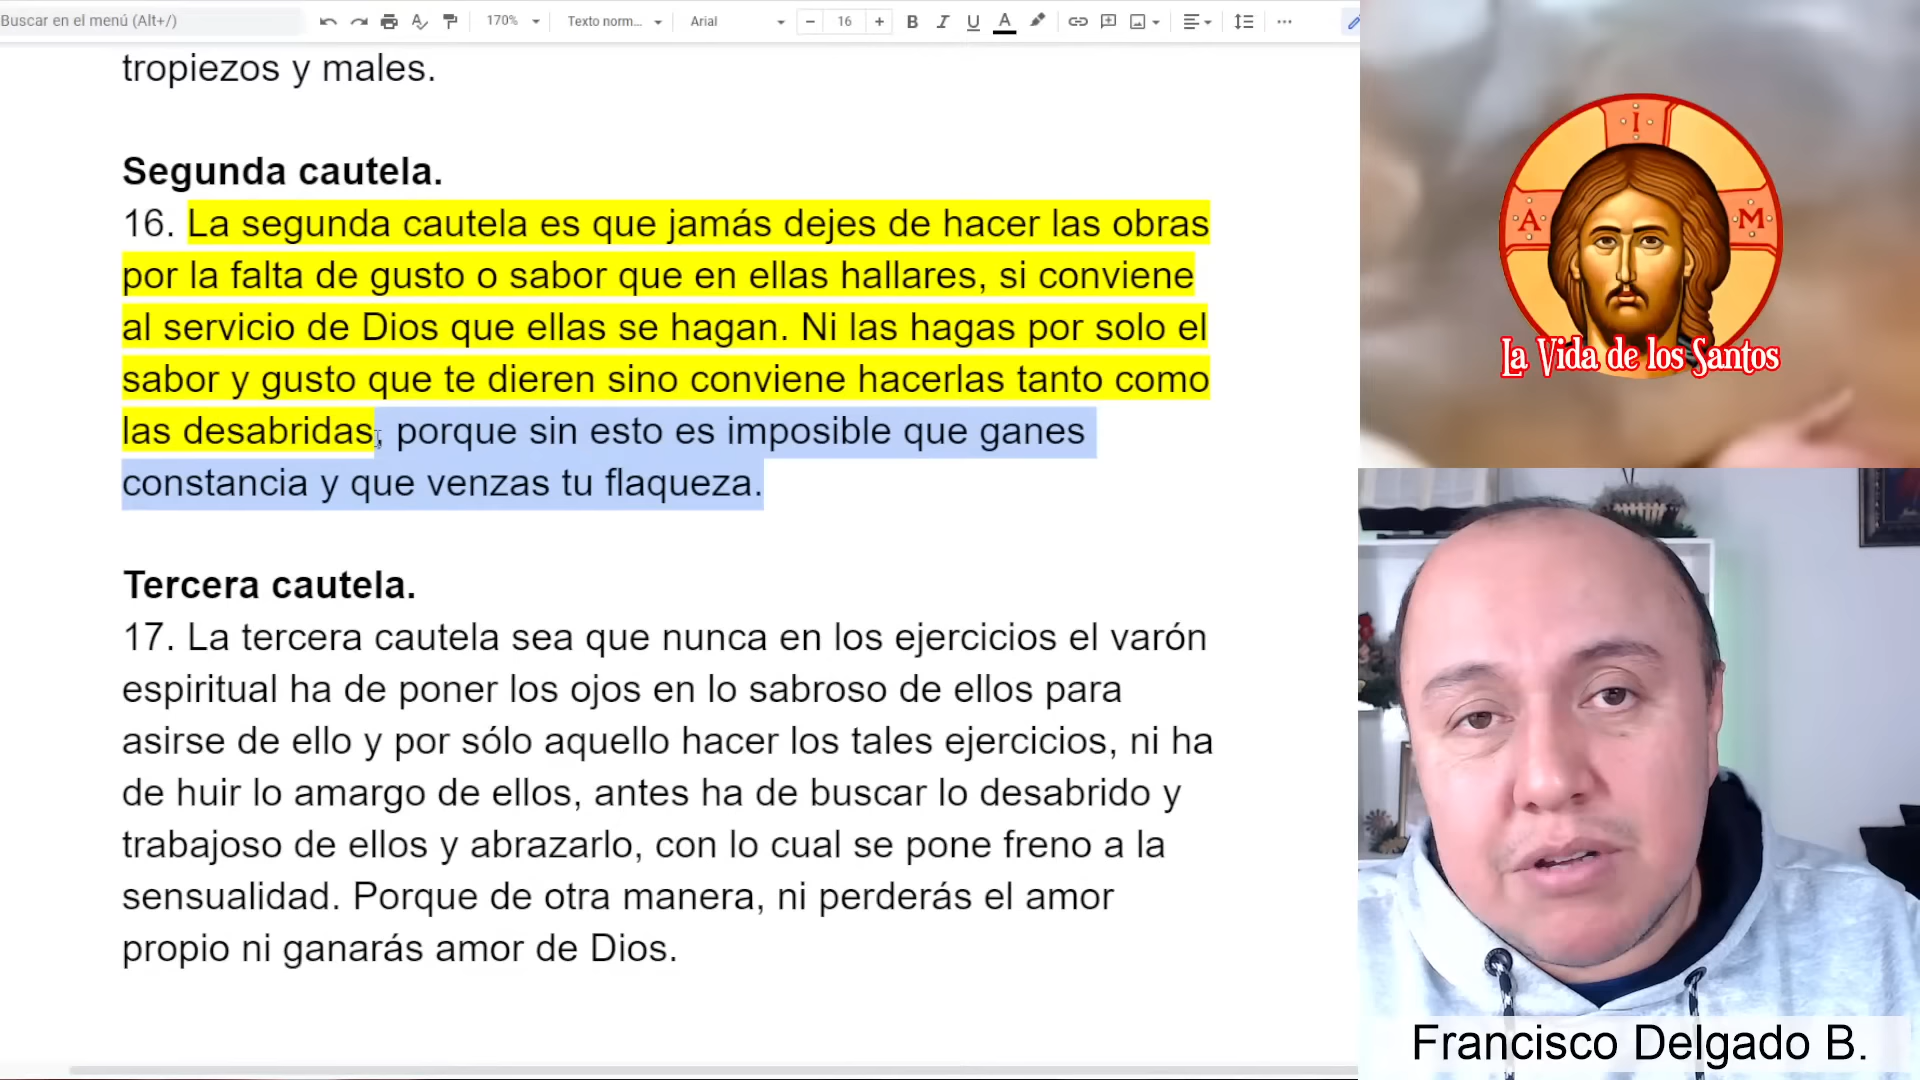 Buscar en el menú (Alt+/)
170%
Texto norm...
Arial
16
B I U A
tropiezos y males.
Segunda cautela.
16. La segunda cautela es que jamás dejes de hacer las obras
por la falta de gusto o sabor que en ellas hallares, si conviene
al servicio de Dios que ellas se hagan. Ni las hagas por solo el
sabor y gusto que te dieren sino conviene hacerlas tanto como
las desabridas, porque sin esto es imposible que ganes
constancia y que venzas tu flaqueza.
Tercera cautela.
17. La tercera cautela sea que nunca en los ejercicios el varón
espiritual ha de poner los ojos en lo sabroso de ellos para
asirse de ello y por sólo aquello hacer los tales ejercicios, ni ha
de huir lo amargo de ellos, antes ha de buscar lo desabrido y
trabajoso de ellos y abrazarlo, con lo cual se pone freno a la
sensualidad. Porque de otra manera, ni perderás el amor
propio ni ganarás amor de Dios.
I
A M
La Vida de los Santos
Francisco Delgado B.